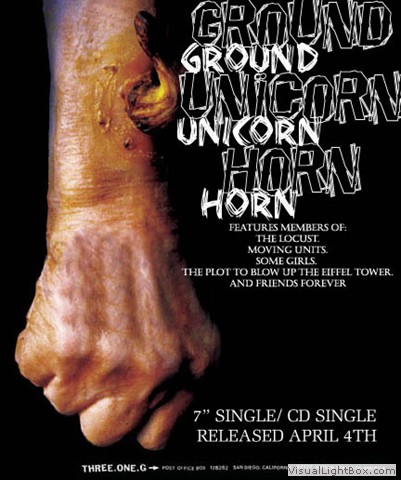 GROUND
GROUND
UNICORN
UNICORN
HORN
HORN
FEATURES MEMBERS OF:
THE LOCUST.
MOVING UNITS.
SOME GIRLS.
THE PLOT TO BLOW UP THE EIFFEL TOWER.
AND FRIENDS FOREVER
7" SINGLE/ CD SINGLE
RELEASED APRIL 4TH
THREE.ONE.G → POST OFFICE BOX SAN DIEGO, CALIFORNIA
VisualLightBox.com